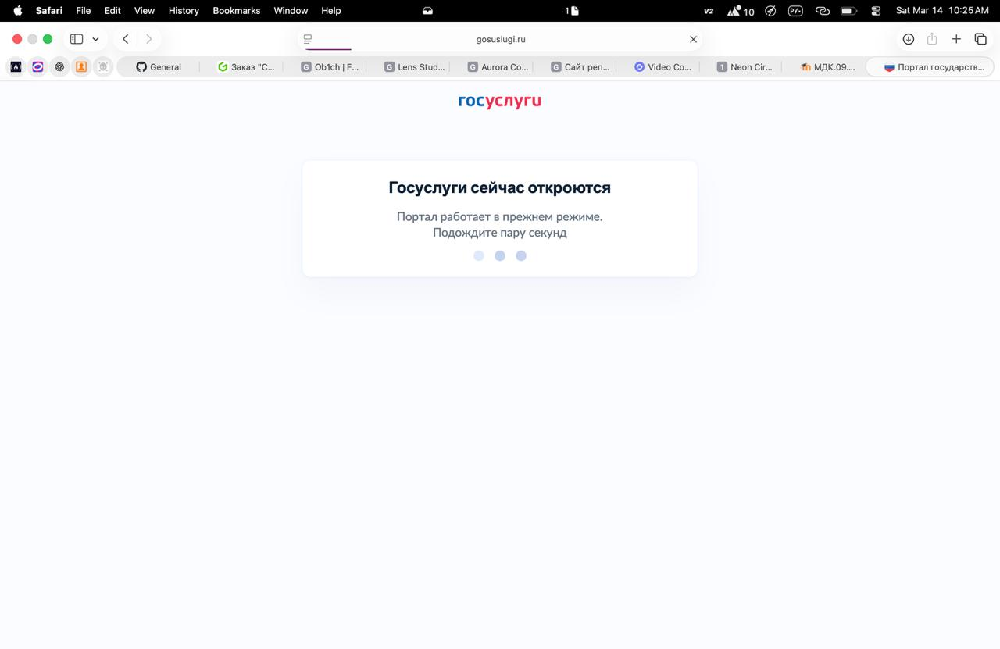 Safari File Edit View History Bookmarks Window Help 1 V2 10 РУ Sat Mar 14 10:25 AM
gosuslugi.ru
General Заказ "С... Ob1ch | F... Lens Stud... Aurora Co... Сайт реп... Video Co... Neon Cir... МДК.09.... Портал государств...
госуслуги
Госуслуги сейчас откроются
Портал работает в прежнем режиме.
Подождите пару секунд